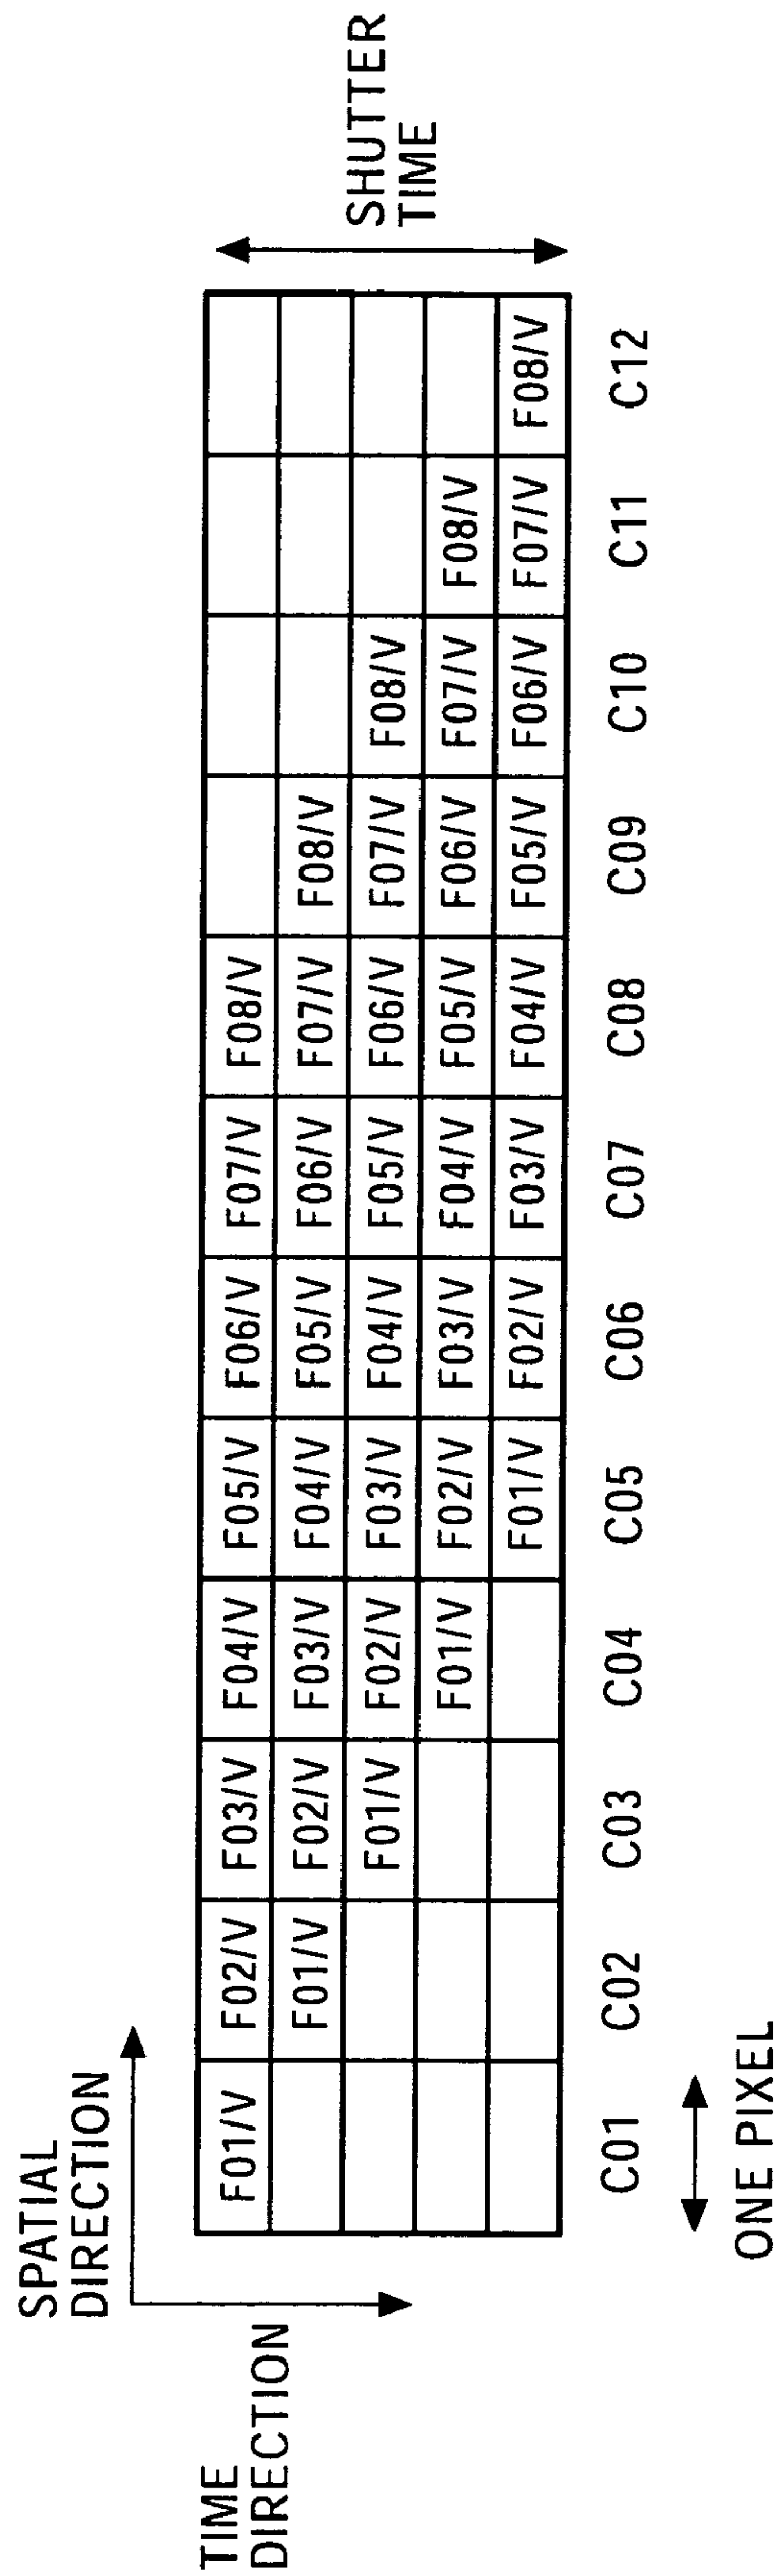 SPATIAL
DIRECTION
TIME
DIRECTION
SHUTTER
TIME
F01/V F02/V F03/V F04/V F05/V F06/V F07/V F08/V
F01/V F02/V F03/V F04/V F05/V F06/V F07/V F08/V
F01/V F02/V F03/V F04/V F05/V F06/V F07/V F08/V
F01/V F02/V F03/V F04/V F05/V F06/V F07/V F08/V
F01/V F02/V F03/V F04/V F05/V F06/V F07/V F08/V
C01 C02 C03 C04 C05 C06 C07 C08 C09 C10 C11 C12
ONE PIXEL